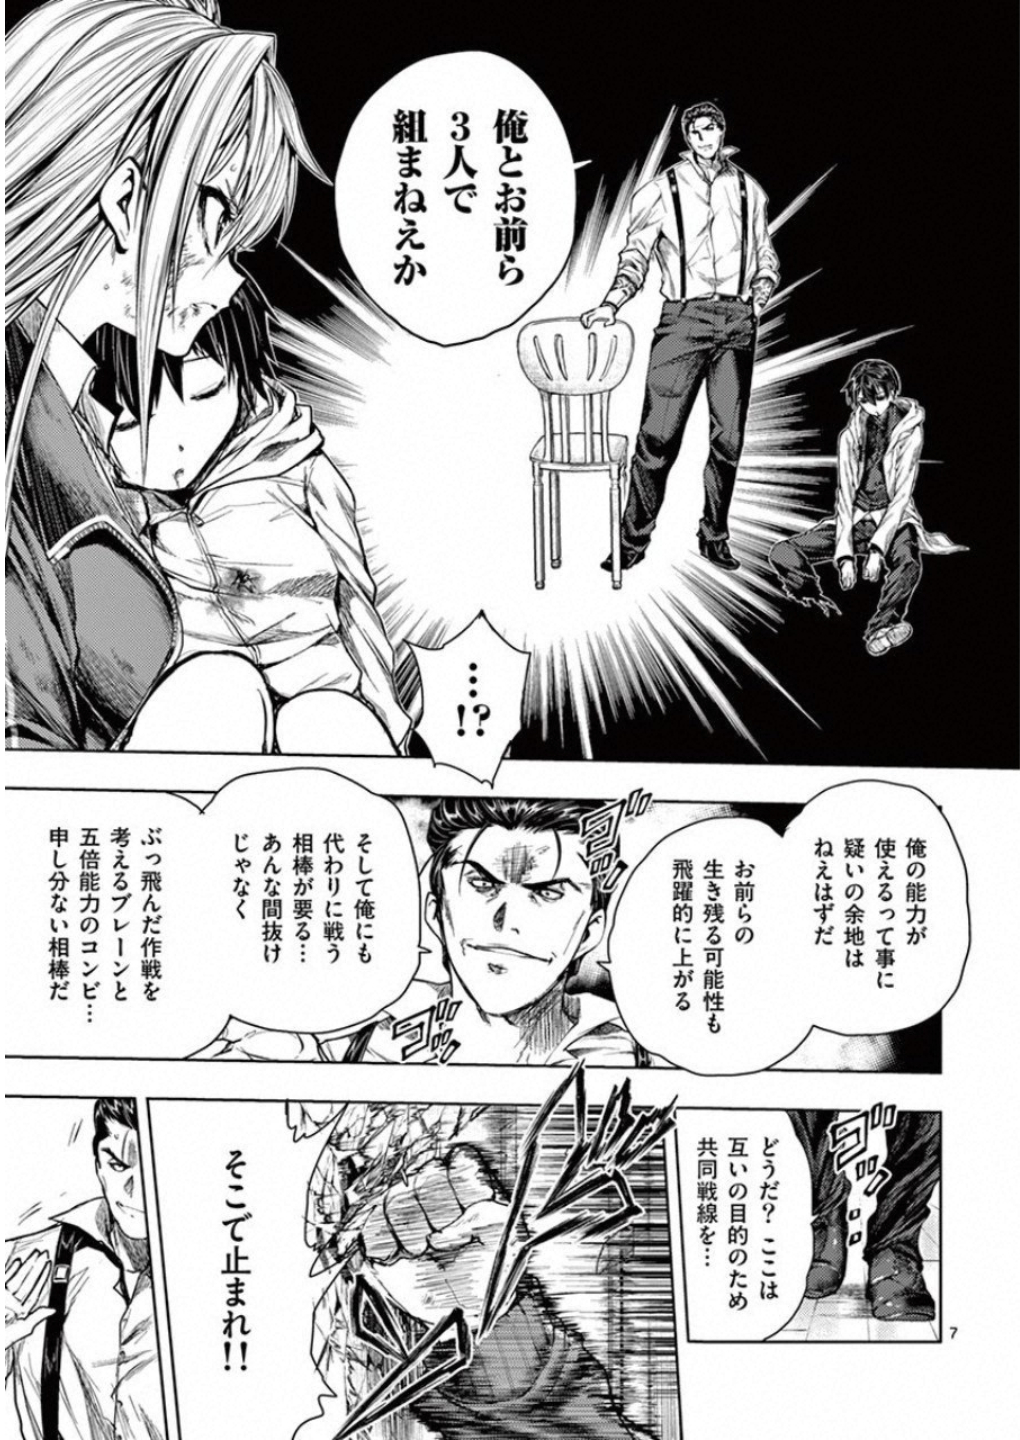 俺とお前ら
3人で
組まねえか
…!?
俺の能力が
使えるって事に
疑いの余地は
ねえはずだ
お前らの
生き残る可能性も
飛躍的に上がる
そして俺にも
代わりに戦う
相棒が要る…
あんな間抜け
じゃなく
ぶっ飛んだ作戦を
考えるブレーンと
五倍能力のコンビ…
申し分ない相棒だ
どうだ?ここは
互いの目的のため
共同戦線を…
そこで止まれ!!
7